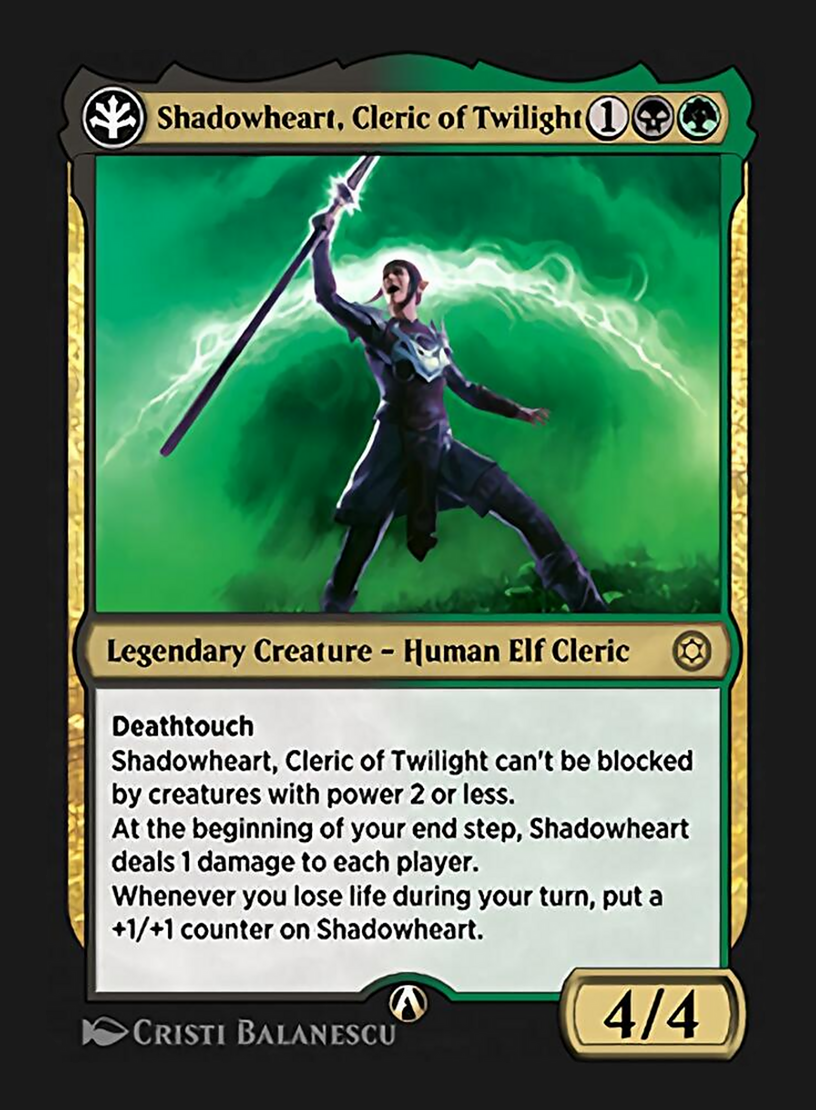 Shadowheart, Cleric of Twilight 1
Legendary Creature – Human Elf Cleric
Deathtouch
Shadowheart, Cleric of Twilight can't be blocked
by creatures with power 2 or less.
At the beginning of your end step, Shadowheart
deals 1 damage to each player.
Whenever you lose life during your turn, put a
+1/+1 counter on Shadowheart.
4/4
Cristi Balanescu